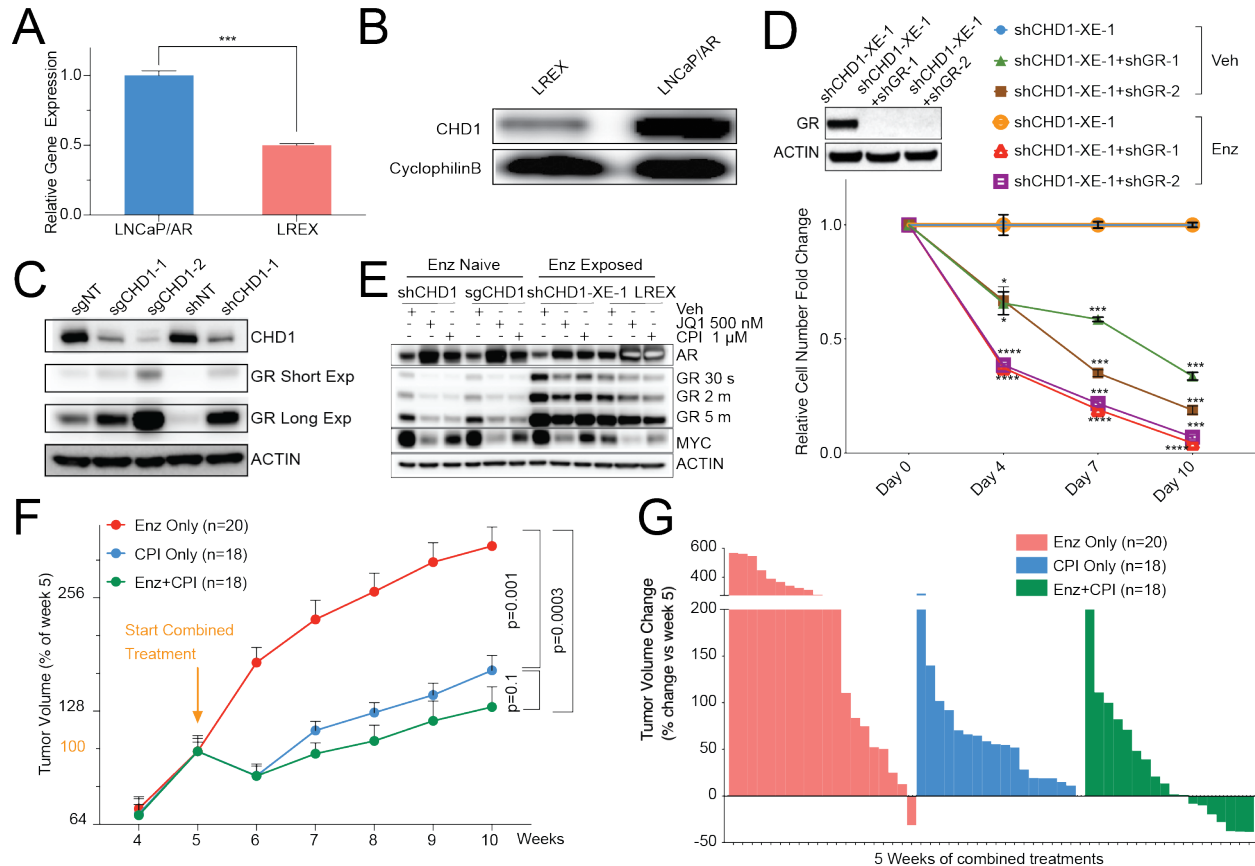 A
***
Relative Gene Expression
1.0
0.5
0.0
LNCaP/AR
LREX
B
LREX
LNCaP/AR
CHD1
CyclophilinB
C
sgNT
sgCHD1-1
sgCHD1-2
shNT
shCHD1-1
CHD1
GR Short Exp
GR Long Exp
ACTIN
D
shCHD1-XE-1
shCHD1-XE-1
+shGR-1
shCHD1-XE-1
+shGR-2
GR
ACTIN
shCHD1-XE-1
shCHD1-XE-1+shGR-1
shCHD1-XE-1+shGR-2
Veh
shCHD1-XE-1
shCHD1-XE-1+shGR-1
shCHD1-XE-1+shGR-2
Enz
Relative Cell Number Fold Change
1.0
0.5
0.0
*
*
****
****
***
***
***
****
***
***
***
****
Day 0
Day 4
Day 7
Day 10
E
Enz Naive
Enz Exposed
shCHD1
sgCHD1
shCHD1-XE-1
LREX
+ - - + - - + - - + - - Veh
- + - - + - - + - - + - JQ1 500 nM
- - + - - + - - + - - + CPI 1 µM
AR
GR 30 s
GR 2 m
GR 5 m
MYC
ACTIN
F
Enz Only (n=20)
CPI Only (n=18)
Enz+CPI (n=18)
Start Combined
Treatment
Tumor Volume (% of week 5)
256
128
100
64
4 5 6 7 8 9 10 Weeks
p=0.001
p=0.1
p=0.0003
G
Enz Only (n=20)
CPI Only (n=18)
Enz+CPI (n=18)
Tumor Volume Change
(% change vs week 5)
600
400
200
150
100
50
0
-50
5 Weeks of combined treatments